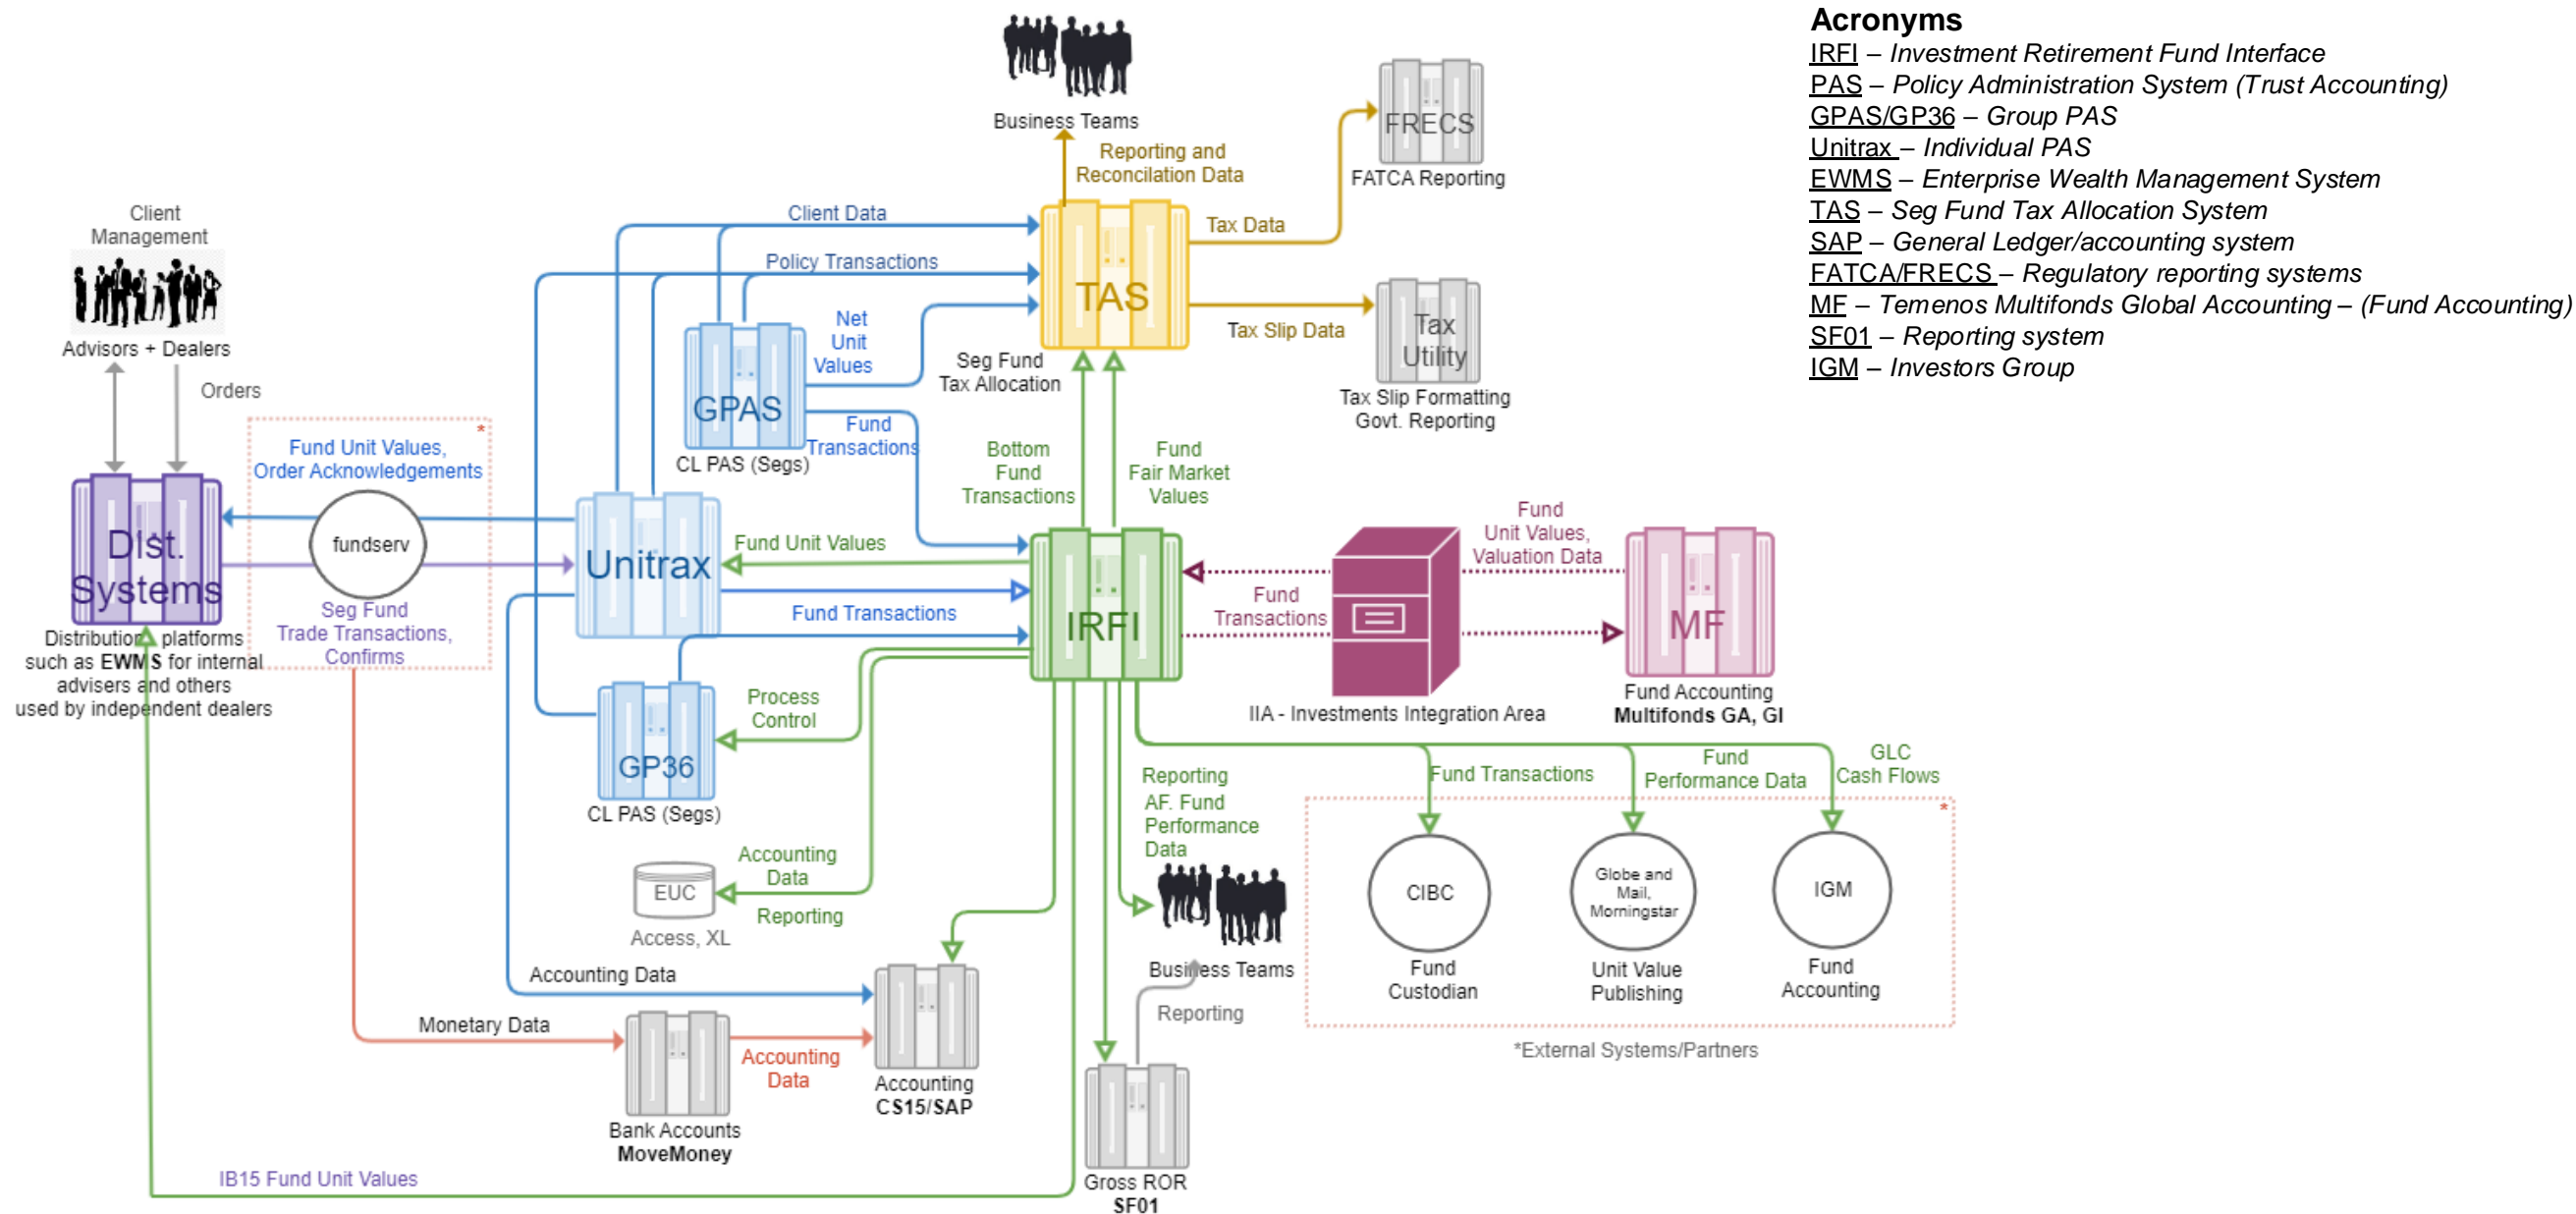 Acronyms
IRFI – Investment Retirement Fund Interface
PAS – Policy Administration System (Trust Accounting)
GPAS/GP36 – Group PAS
Unitrax – Individual PAS
EWMS – Enterprise Wealth Management System
TAS – Seg Fund Tax Allocation System
SAP – General Ledger/accounting system
FATCA/FRECS – Regulatory reporting systems
MF – Temenos Multifonds Global Accounting – (Fund Accounting)
SF01 – Reporting system
IGM – Investors Group
Business Teams
Reporting and
Reconcilation Data
FRECS
FATCA Reporting
Client
Management
Advisors + Dealers
Orders
Client Data
Policy Transactions
Net
Unit
Values
TAS
Tax Data
Tax Slip Data
Tax
Utility
Tax Slip Formatting
Govt. Reporting
Seg Fund
Tax Allocation
GPAS
CL PAS (Segs)
Fund
Transactions
Bottom
Fund
Transactions
Fund
Fair Market
Values
*
Fund Unit Values,
Order Acknowledgements
fundserv
Seg Fund
Trade Transactions,
Confirms
Dist.
Systems
Distribution platforms
such as EWMS for internal
advisers and others
used by independent dealers
Unitrax
Fund Unit Values
Fund Transactions
IRFI
Fund
Transactions
Fund
Unit Values,
Valuation Data
MF
Fund Accounting
Multifonds GA, GI
IIA - Investments Integration Area
GP36
CL PAS (Segs)
Process
Control
EUC
Access, XL
Accounting
Data
Reporting
Accounting Data
Monetary Data
Accounting
Data
Bank Accounts
MoveMoney
Accounting
CS15/SAP
IB15 Fund Unit Values
Reporting
AF. Fund
Performance
Data
Business Teams
Reporting
Gross ROR
SF01
Fund Transactions
Fund
Performance Data
GLC
Cash Flows
*
CIBC
Fund
Custodian
Globe and
Mail,
Morningstar
Unit Value
Publishing
IGM
Fund
Accounting
*External Systems/Partners